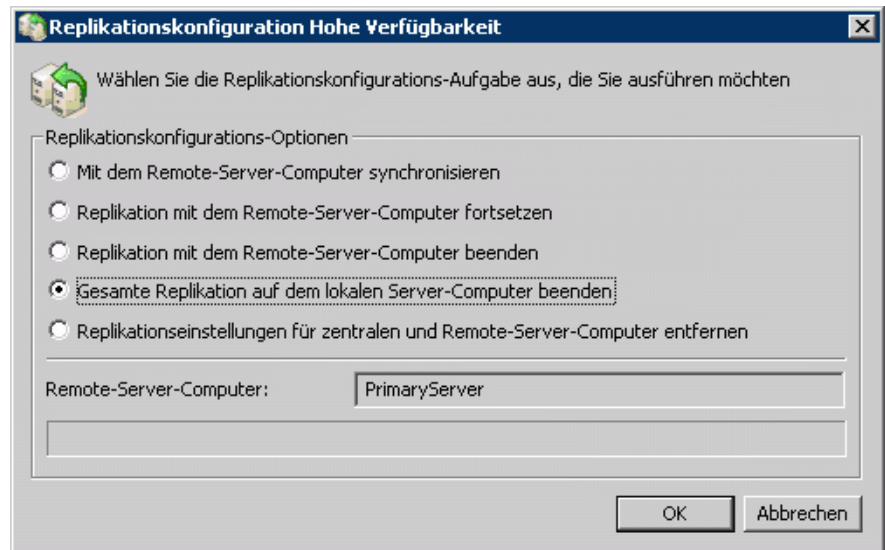 Replikationskonfiguration Hohe Verfügbarkeit
Wählen Sie die Replikationskonfigurations-Aufgabe aus, die Sie ausführen möchten
Replikationskonfigurations-Optionen
Mit dem Remote-Server-Computer synchronisieren
Replikation mit dem Remote-Server-Computer fortsetzen
Replikation mit dem Remote-Server-Computer beenden
Gesamte Replikation auf dem lokalen Server-Computer beenden
Replikationseinstellungen für zentralen und Remote-Server-Computer entfernen
Remote-Server-Computer: PrimaryServer
OK Abbrechen